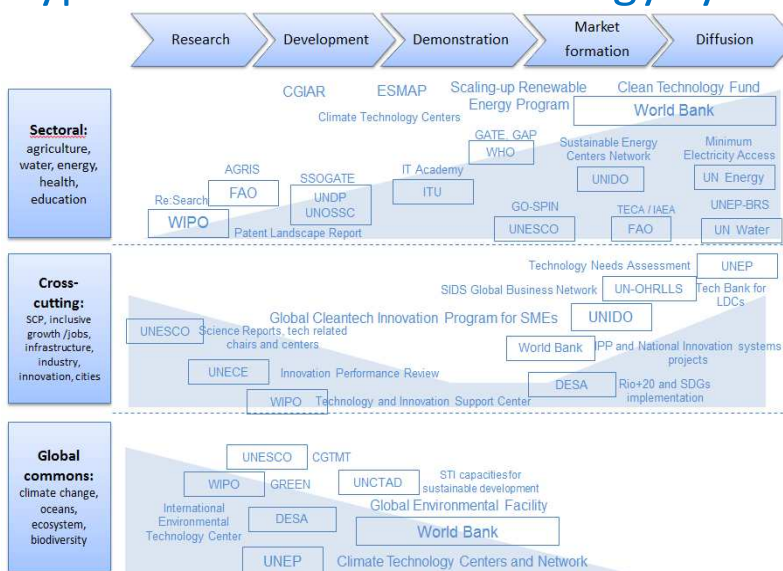 Research
Development
Demonstration
Market
formation
Diffusion
Sectoral:
agriculture,
water, energy,
health,
education
CGIAR
ESMAP
Scaling-up Renewable
Energy Program
Clean Technology Fund
World Bank
Climate Technology Centers
GATE, GAP
WHO
Sustainable Energy
Centers Network
UNIDO
Minimum
Electricity Access
UN Energy
AGRIS
FAO
SSOGATE
UNDP
UNOSSC
IT Academy
ITU
Re:Search
WIPO
Patent Landscape Report
GO-SPIN
UNESCO
TECA / IAEA
FAO
UNEP-BRS
UN Water
Cross-
cutting:
SCP, inclusive
growth /jobs,
infrastructure,
industry,
innovation, cities
Technology Needs Assessment
UNEP
SIDS Global Business Network
UN-OHRLLS
Tech Bank for
LDCs
Global Cleantech Innovation Program for SMEs
UNIDO
UNESCO
Science Reports, tech related
chairs and centers
World Bank
IPP and National Innovation systems
projects
UNECE
Innovation Performance Review
DESA
Rio+20 and SDGs
implementation
WIPO
Technology and Innovation Support Center
Global
commons:
climate change,
oceans,
ecosystem,
biodiversity
UNESCO
CGTMT
WIPO
GREEN
UNCTAD
STI capacities for
sustainable development
International
Environmental
Technology Center
DESA
Global Environmental Facility
World Bank
UNEP
Climate Technology Centers and Network